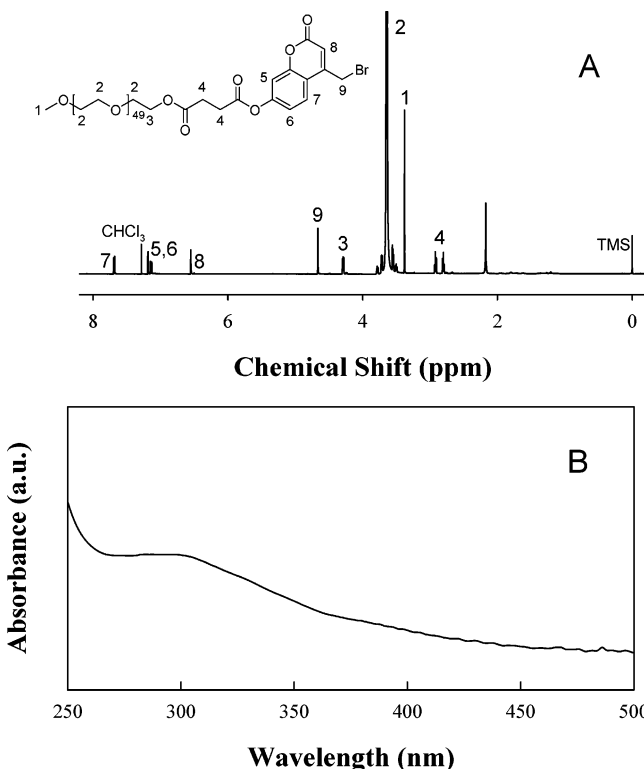 2
A
O
O
8
Br
5
9
7
6
4
O
O
O
4
O
O
2
2
O
O
1
2
49
3
1
CHCl3
7
5,6
8
9
3
4
TMS
8 6 4 2 0
Chemical Shift (ppm)
B
Absorbance (a.u.)
250 300 350 400 450 500
Wavelength (nm)